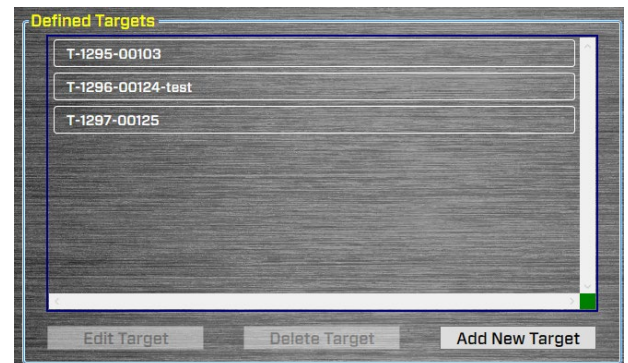 Defined Targets
T-1295-00103
T-1296-00124-test
T-1297-00125
Edit Target
Delete Target
Add New Target